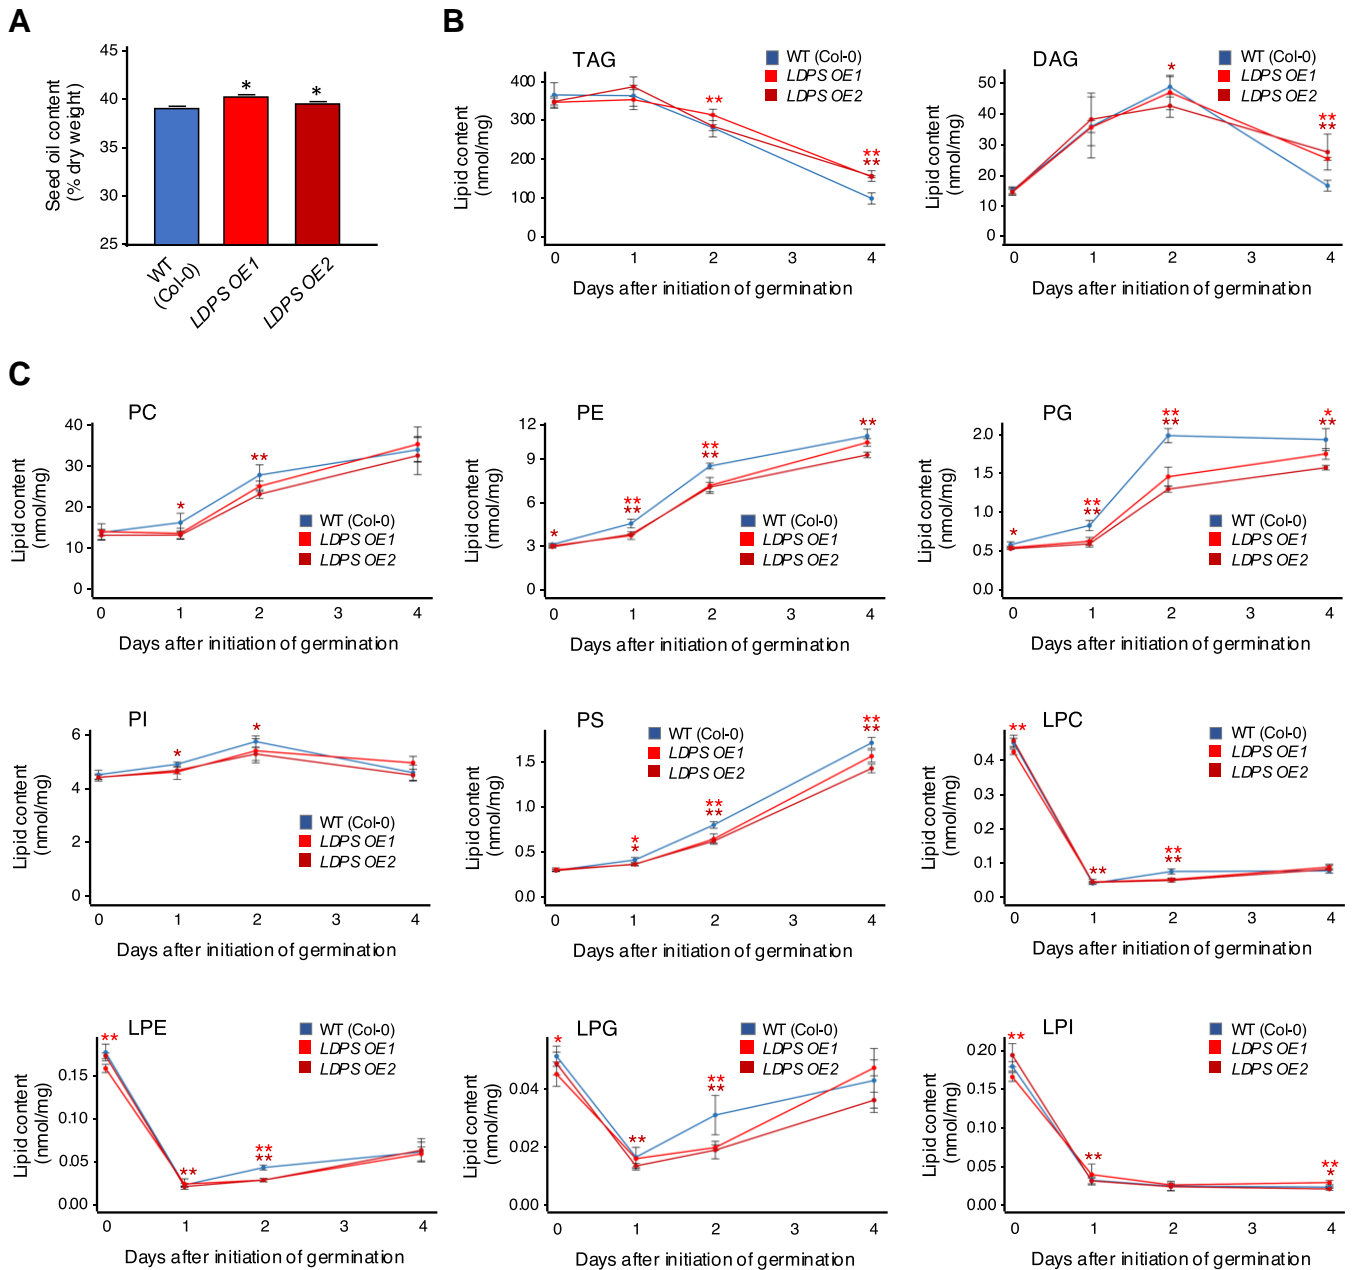 A
45
40
35
30
25
Seed oil content
(% dry weight)
*
*
WT
(Col-0)
LDPS OE1
LDPS OE2
B
TAG
WT (Col-0)
LDPS OE1
LDPS OE2
400
300
200
100
0
Lipid content
(nmol/mg)
**
**
**
0 1 2 3 4
Days after initiation of germination
DAG
WT (Col-0)
LDPS OE1
LDPS OE2
50
40
30
20
10
0
Lipid content
(nmol/mg)
*
**
**
0 1 2 3 4
Days after initiation of germination
C
PC
40
30
20
10
0
Lipid content
(nmol/mg)
*
**
WT (Col-0)
LDPS OE1
LDPS OE2
0 1 2 3 4
Days after initiation of germination
PE
12
9
6
3
0
Lipid content
(nmol/mg)
*
**
**
**
**
**
WT (Col-0)
LDPS OE1
LDPS OE2
0 1 2 3 4
Days after initiation of germination
PG
2.0
1.5
1.0
0.5
0.0
Lipid content
(nmol/mg)
*
**
**
**
**
*
**
WT (Col-0)
LDPS OE1
LDPS OE2
0 1 2 3 4
Days after initiation of germination
PI
6
4
2
0
Lipid content
(nmol/mg)
*
*
WT (Col-0)
LDPS OE1
LDPS OE2
0 1 2 3 4
Days after initiation of germination
PS
WT (Col-0)
LDPS OE1
LDPS OE2
1.5
1.0
0.5
0.0
Lipid content
(nmol/mg)
*
*
**
**
**
**
0 1 2 3 4
Days after initiation of germination
LPC
WT (Col-0)
LDPS OE1
LDPS OE2
0.4
0.3
0.2
0.1
0.0
Lipid content
(nmol/mg)
**
**
**
**
0 1 2 3 4
Days after initiation of germination
LPE
WT (Col-0)
LDPS OE1
LDPS OE2
0.15
0.10
0.05
0.00
Lipid content
(nmol/mg)
**
**
**
**
0 1 2 3 4
Days after initiation of germination
LPG
WT (Col-0)
LDPS OE1
LDPS OE2
0.04
0.02
0.00
Lipid content
(nmol/mg)
*
**
**
**
0 1 2 3 4
Days after initiation of germination
LPI
WT (Col-0)
LDPS OE1
LDPS OE2
0.20
0.15
0.10
0.05
0.00
Lipid content
(nmol/mg)
**
**
**
*
0 1 2 3 4
Days after initiation of germination